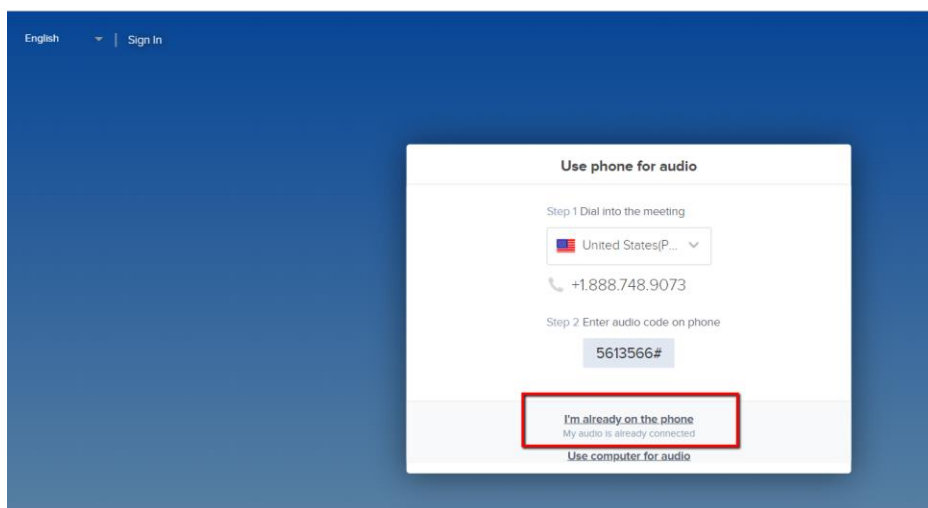 English | Sign In
Use phone for audio
Step 1 Dial into the meeting
United States(P...
+1.888.748.9073
Step 2 Enter audio code on phone
5613566#
I'm already on the phone
My audio is already connected
Use computer for audio